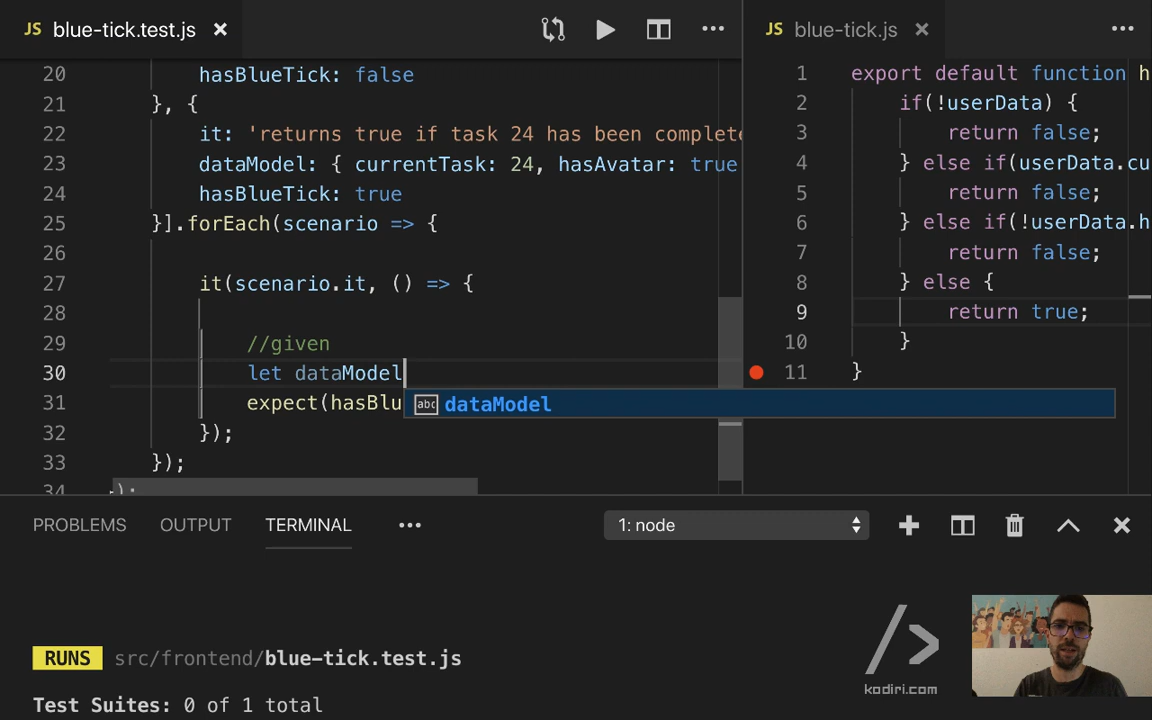 JS blue-tick.test.js
20 hasBlueTick: false
21 }, {
22 it: 'returns true if task 24 has been complete
23 dataModel: { currentTask: 24, hasAvatar: true
24 hasBlueTick: true
25 }].forEach(scenario => {
26
27 it(scenario.it, () => {
28
29 //given
30 let dataModel
31 expect(hasBlu
abc dataModel
32 });
33 });
34 });
JS blue-tick.js
1 export default function h
2 if(!userData) {
3 return false;
4 } else if(userData.cu
5 return false;
6 } else if(!userData.h
7 return false;
8 } else {
9 return true;
10 }
11 }
PROBLEMS OUTPUT TERMINAL 1: node
RUNS src/frontend/blue-tick.test.js
Test Suites: 0 of 1 total
kodiri.com